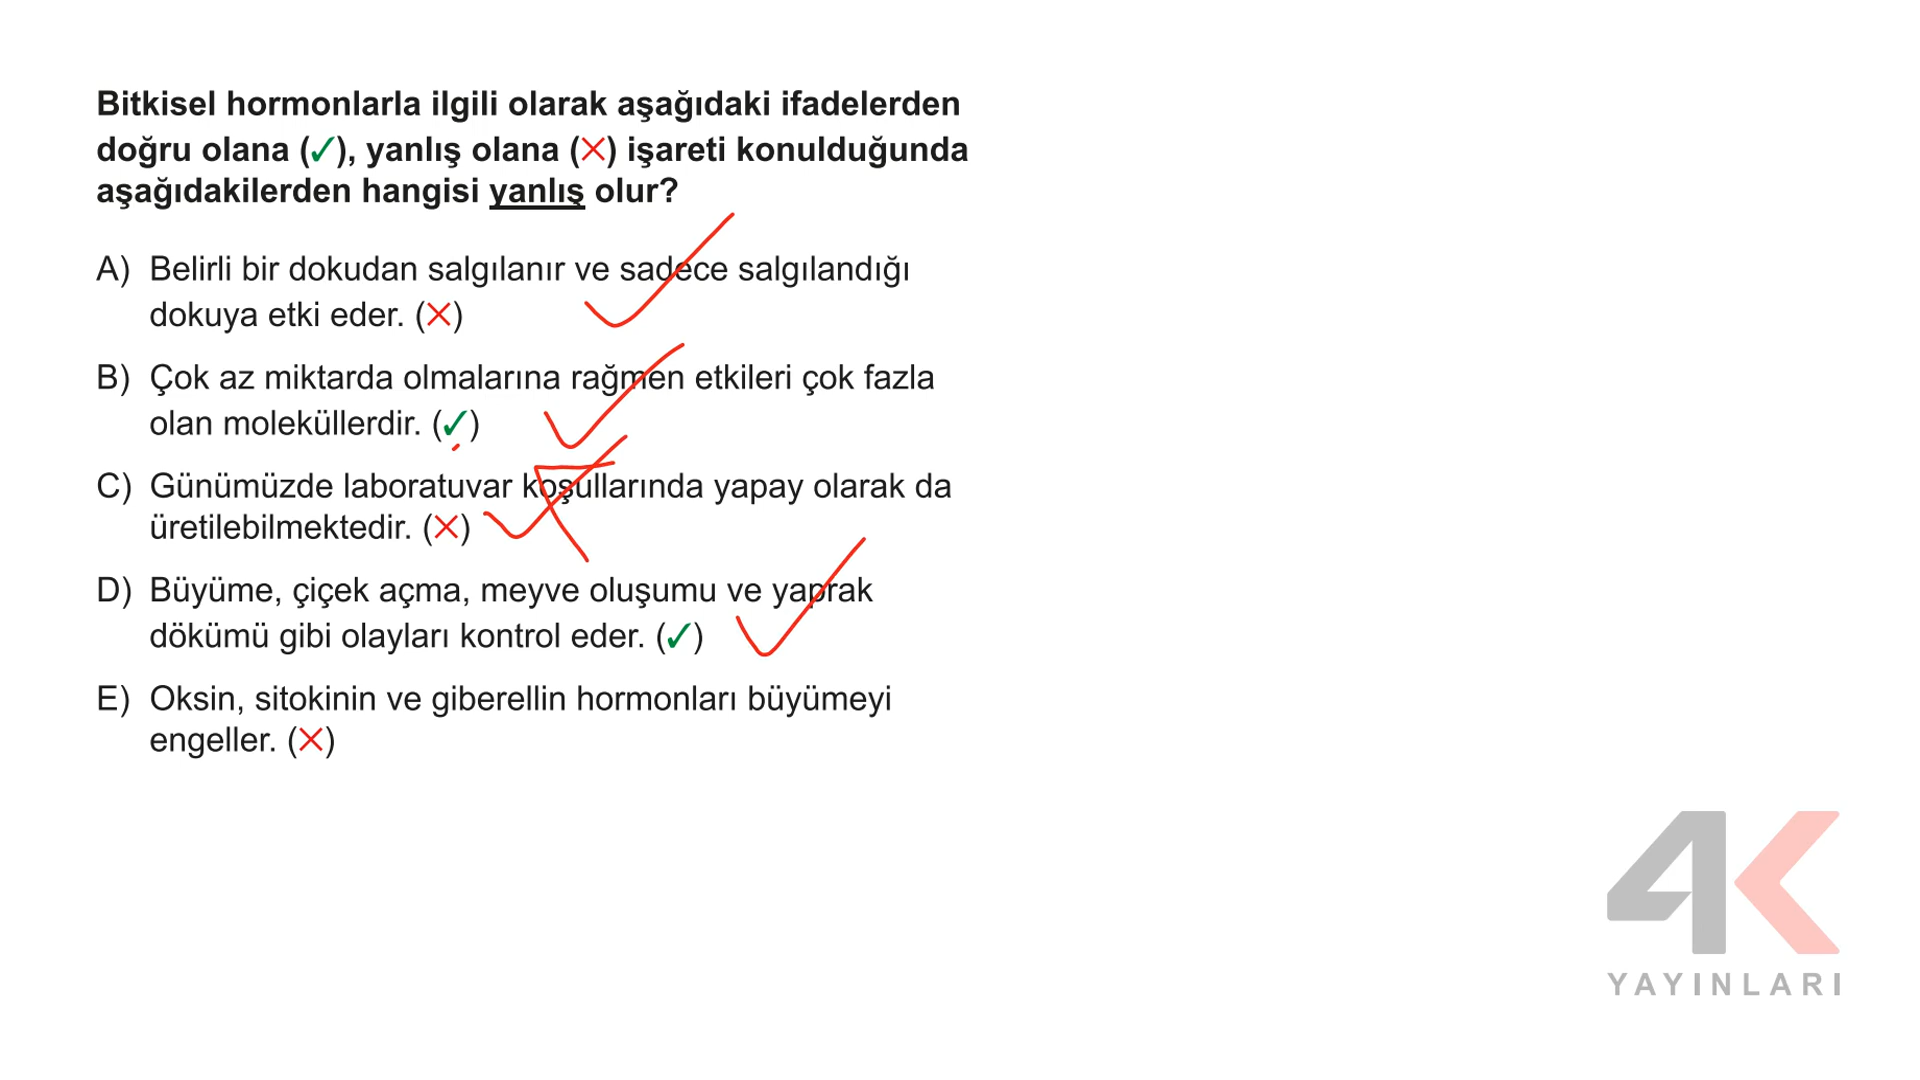 Bitkisel hormonlarla ilgili olarak aşağıdaki ifadelerden
doğru olana (✓), yanlış olana (✕) işareti konulduğunda
aşağıdakilerden hangisi yanlış olur?
A) Belirli bir dokudan salgılanır ve sadece salgılandığı
dokuya etki eder. (✕)
B) Çok az miktarda olmalarına rağmen etkileri çok fazla
olan moleküllerdir. (✓)
C) Günümüzde laboratuvar koşullarında yapay olarak da
üretilebilmektedir. (✕)
D) Büyüme, çiçek açma, meyve oluşumu ve yaprak
dökümü gibi olayları kontrol eder. (✓)
E) Oksin, sitokinin ve giberellin hormonları büyümeyi
engeller. (✕)
4K
YAYINLARI